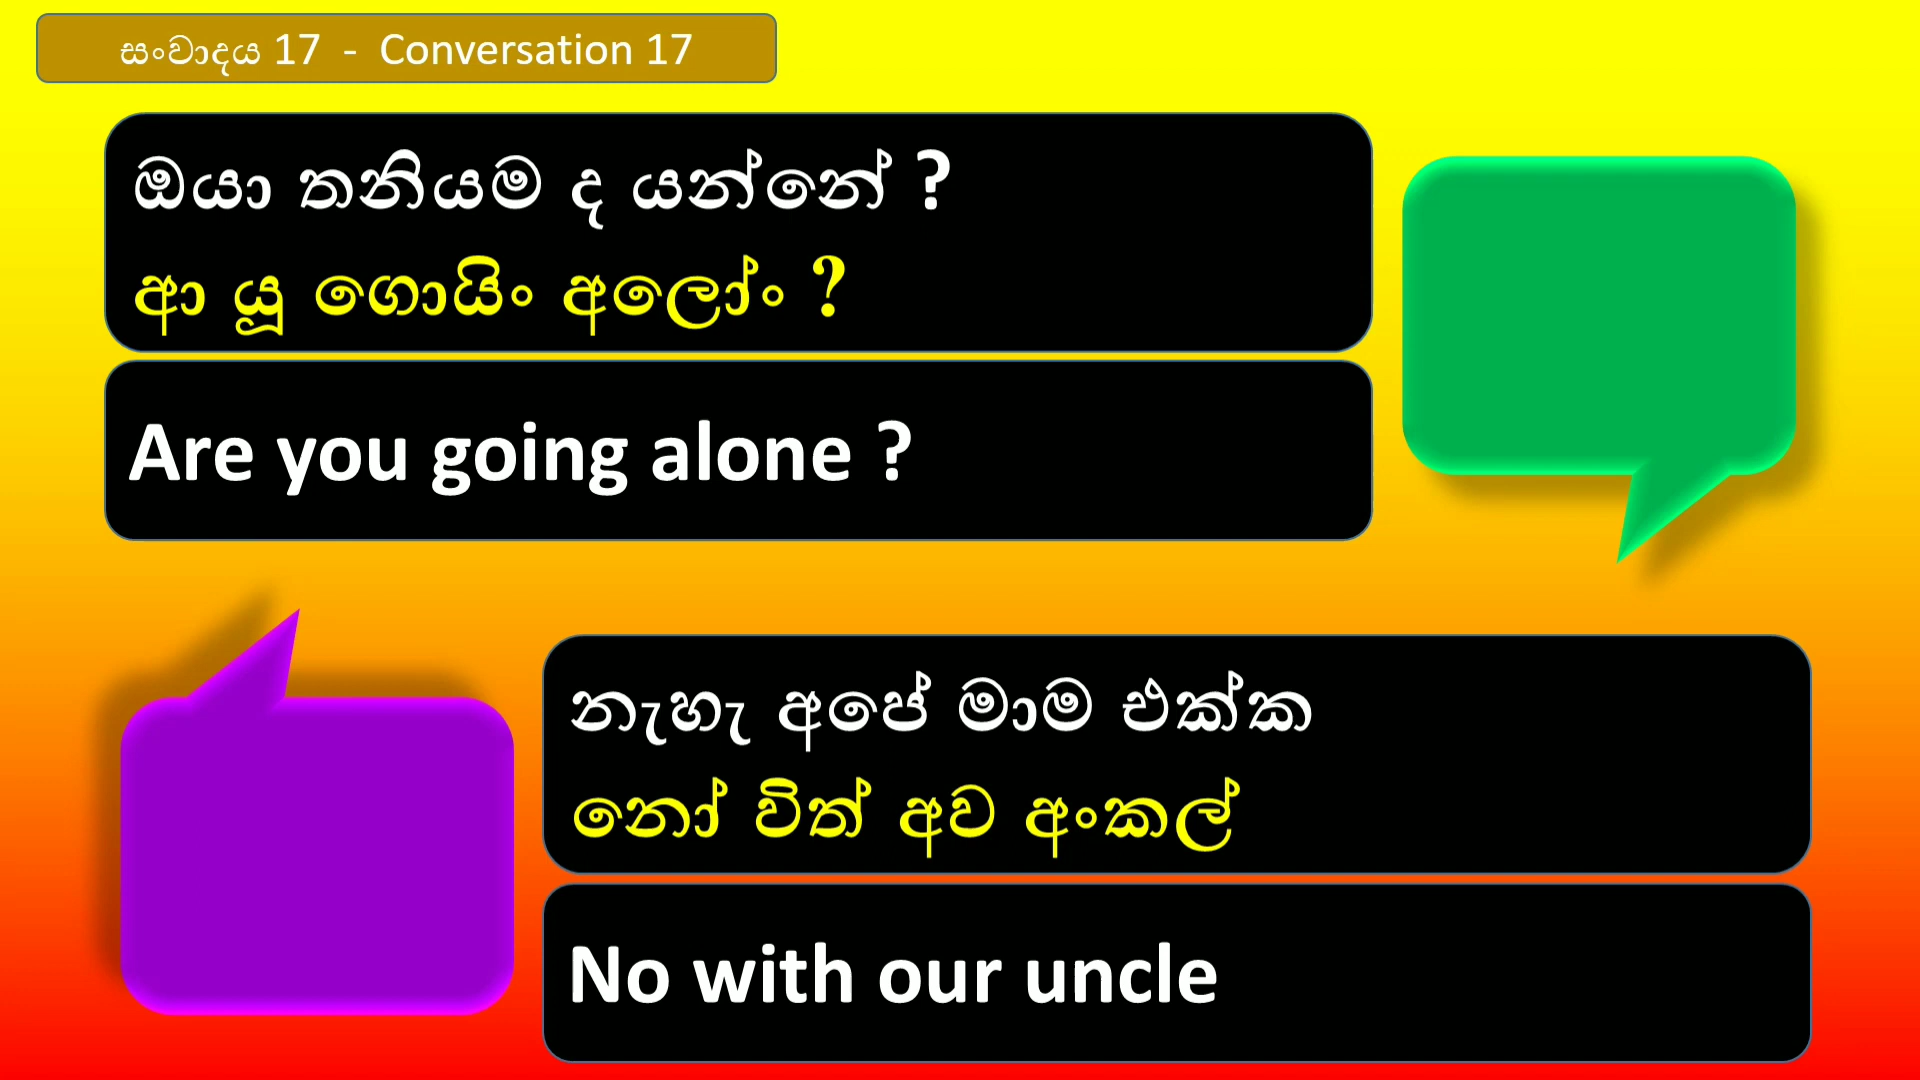 සංවාදය 17 - Conversation 17
ඔයා තනියම ද යන්නේ ?
ආ යූ ගොයිං අලෝං ?
Are you going alone ?
නැහැ අපේ මාම එක්ක
නෝ විත් අව අංකල්
No with our uncle